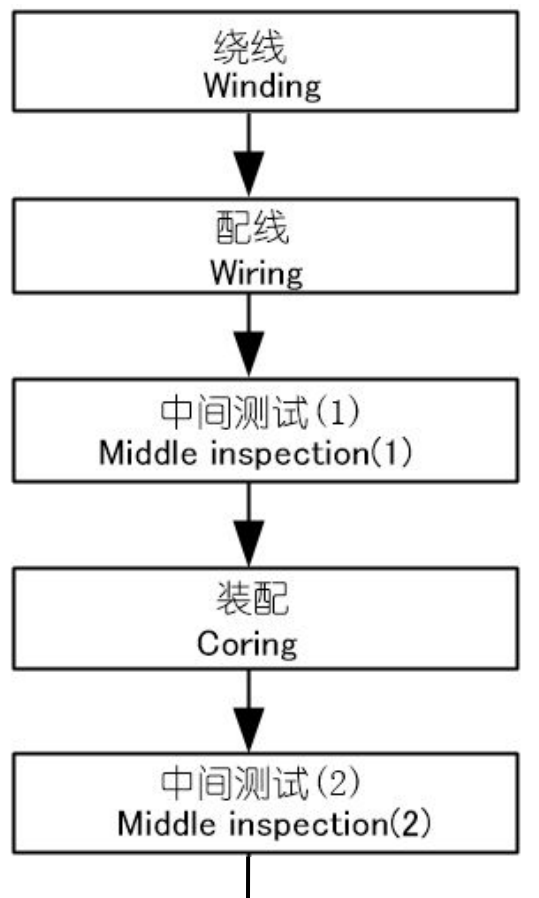 绕线
Winding
配线
Wiring
中间测试(1)
Middle inspection(1)
装配
Coring
中间测试(2)
Middle inspection(2)